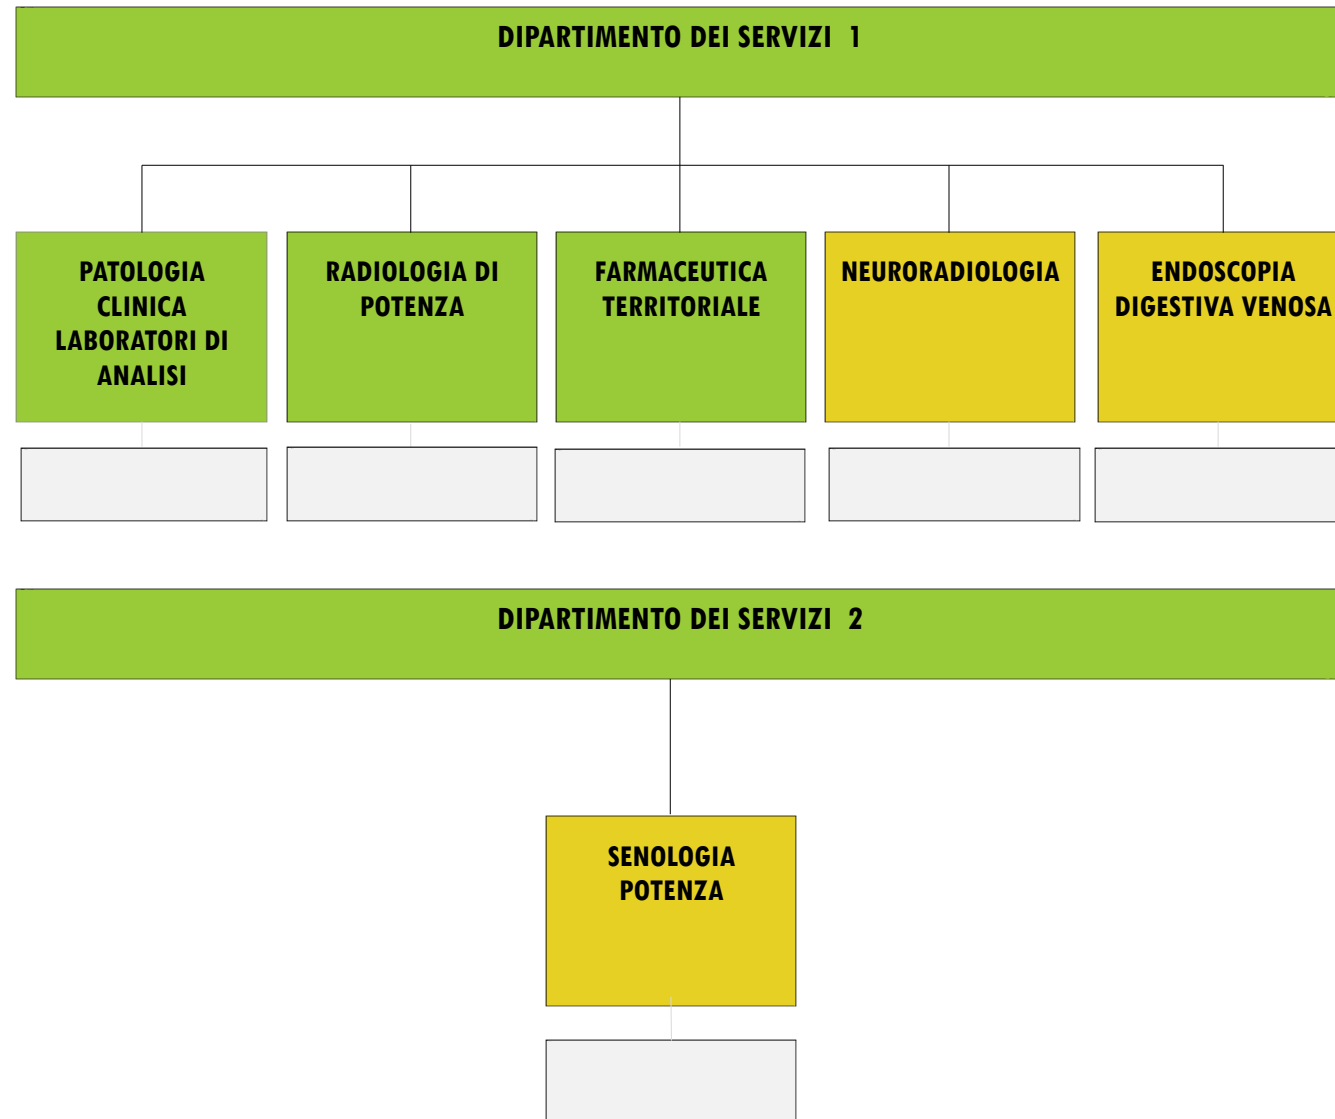 DIPARTIMENTO DEI SERVIZI 1
PATOLOGIA
CLINICA
LABORATORI DI
ANALISI
RADIOLOGIA DI
POTENZA
FARMACEUTICA
TERRITORIALE
NEURORADIOLOGIA
ENDOSCOPIA
DIGESTIVA VENOSA
DIPARTIMENTO DEI SERVIZI 2
SENOLOGIA
POTENZA